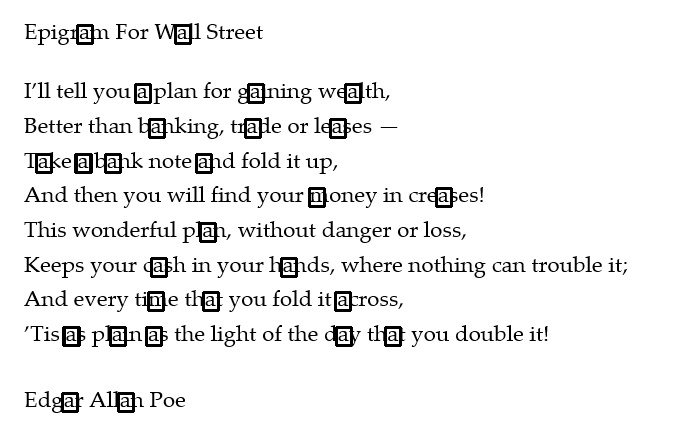 Epigram For Wall Street
I’ll tell you a plan for gaining wealth,
Better than banking, trade or leases —
Take a bank note and fold it up,
And then you will find your money in creases!
This wonderful plan, without danger or loss,
Keeps your cash in your hands, where nothing can trouble it;
And every time that you fold it across,
’Tis as plain as the light of the day that you double it!
Edgar Allan Poe